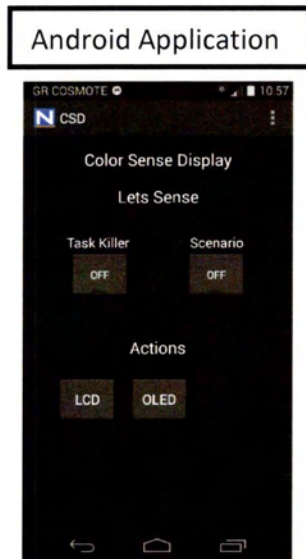 Android Application
GR COSMOTE 10:57
N CSD
Color Sense Display
Lets Sense
Task Killer Scenario
OFF OFF
Actions
LCD OLED